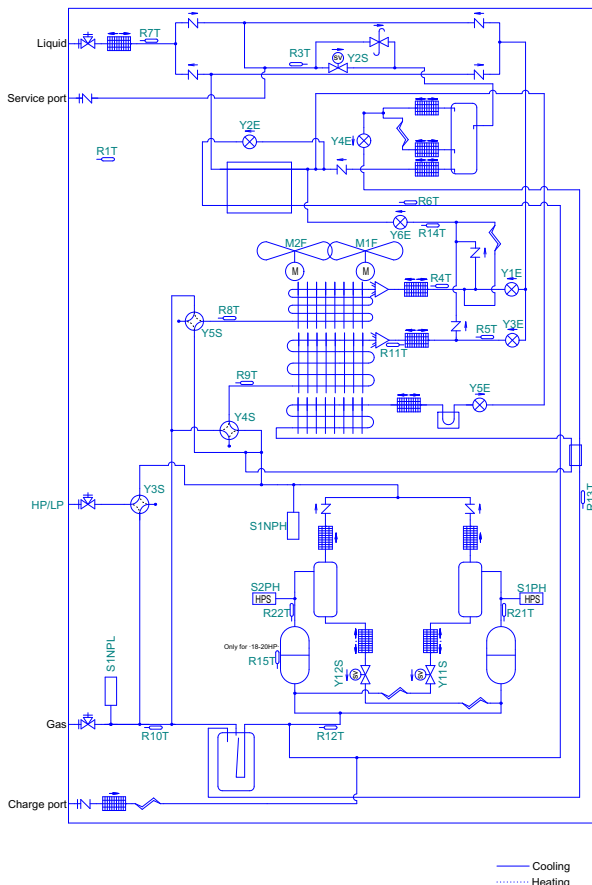 Liquid
R7T
R3T
Y2S
SV
Service port
Y2E
Y4E
R1T
R6T
R14T
Y6E
M2F
M1F
M
M
R4T
Y1E
R8T
Y5S
Y3E
R5T
R11T
R9T
Y5E
Y4S
Y3S
HP/LP
R13T
S1NPH
S2PH
HPS
S1PH
HPS
R22T
R21T
Only for ·18-20HP·
R15T
S1NPL
Y12S
Y11S
Gas
R10T
R12T
Charge port
Cooling
Heating